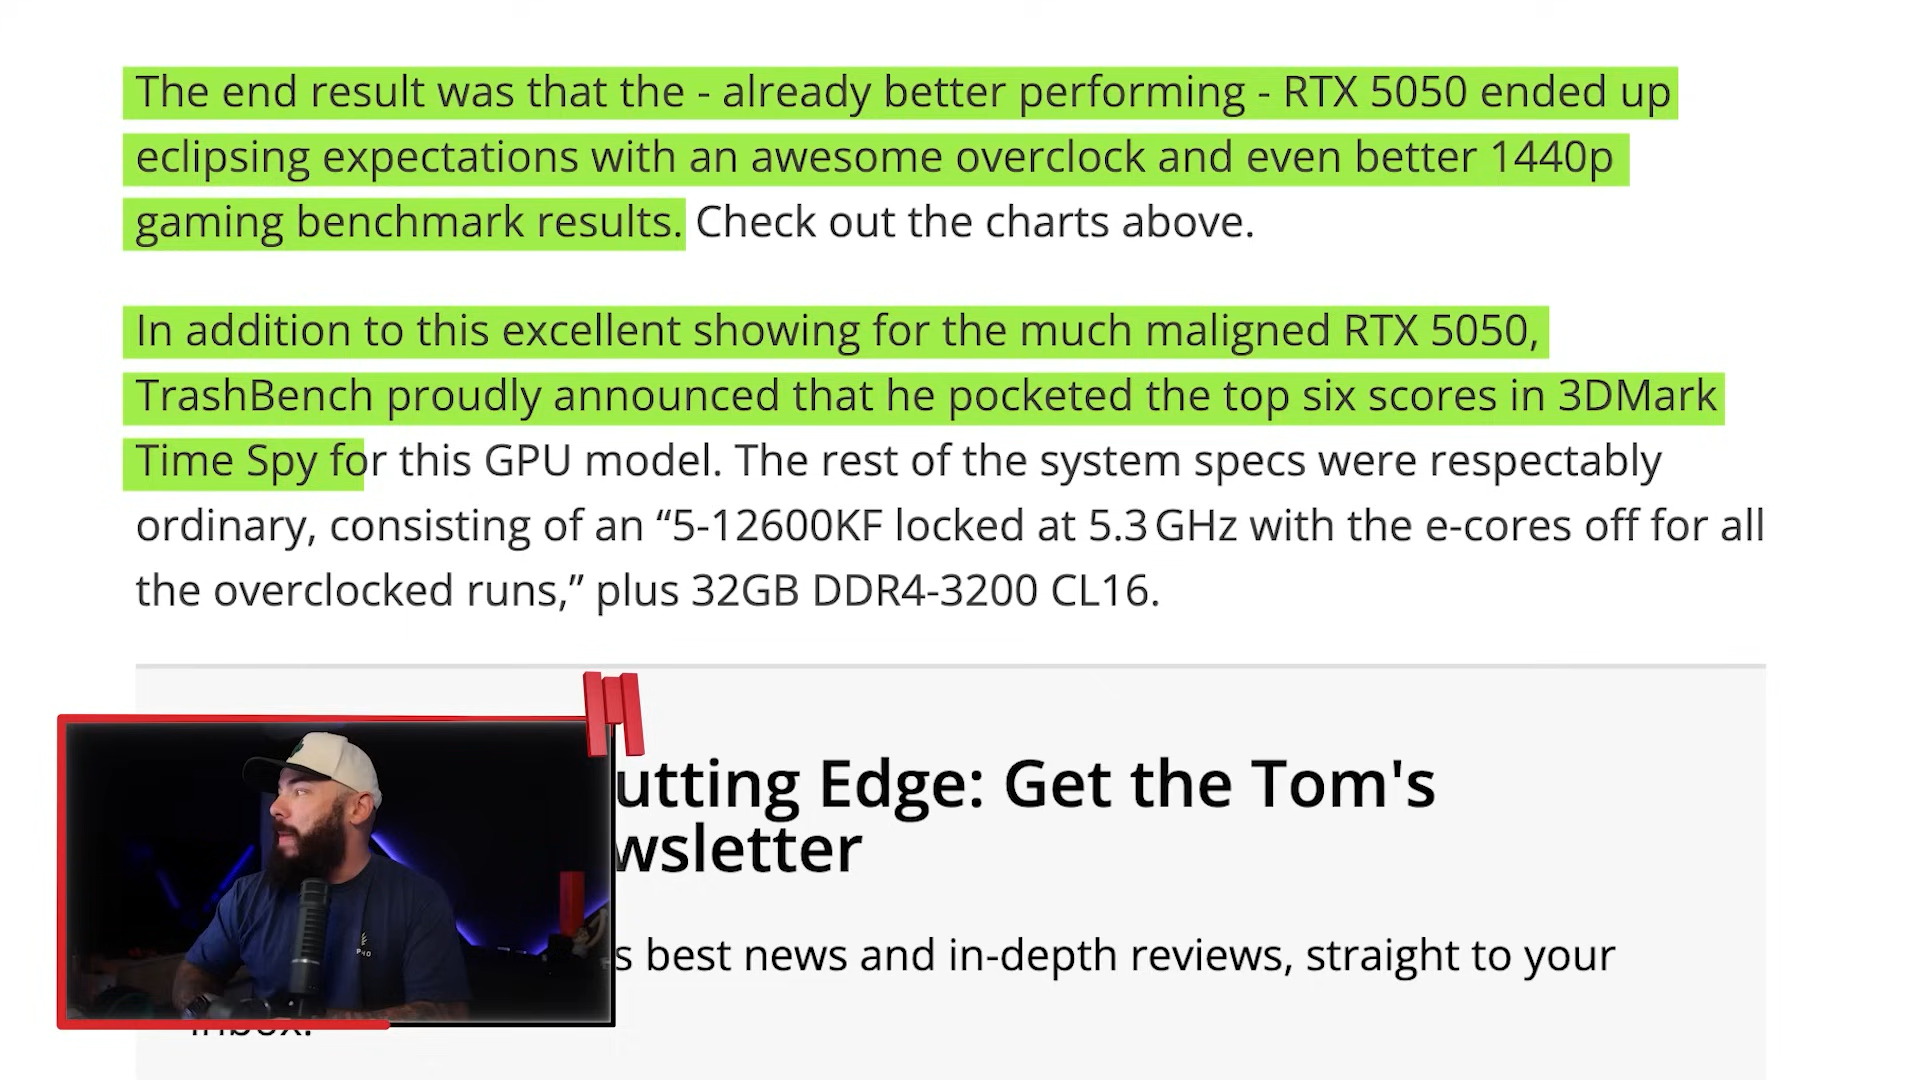 The end result was that the - already better performing - RTX 5050 ended up
eclipsing expectations with an awesome overclock and even better 1440p
gaming benchmark results. Check out the charts above.
In addition to this excellent showing for the much maligned RTX 5050,
TrashBench proudly announced that he pocketed the top six scores in 3DMark
Time Spy for this GPU model. The rest of the system specs were respectably
ordinary, consisting of an “5-12600KF locked at 5.3 GHz with the e-cores off for all
the overclocked runs,” plus 32GB DDR4-3200 CL16.
utting Edge: Get the Tom's
wsletter
s best news and in-depth reviews, straight to your
inbox.